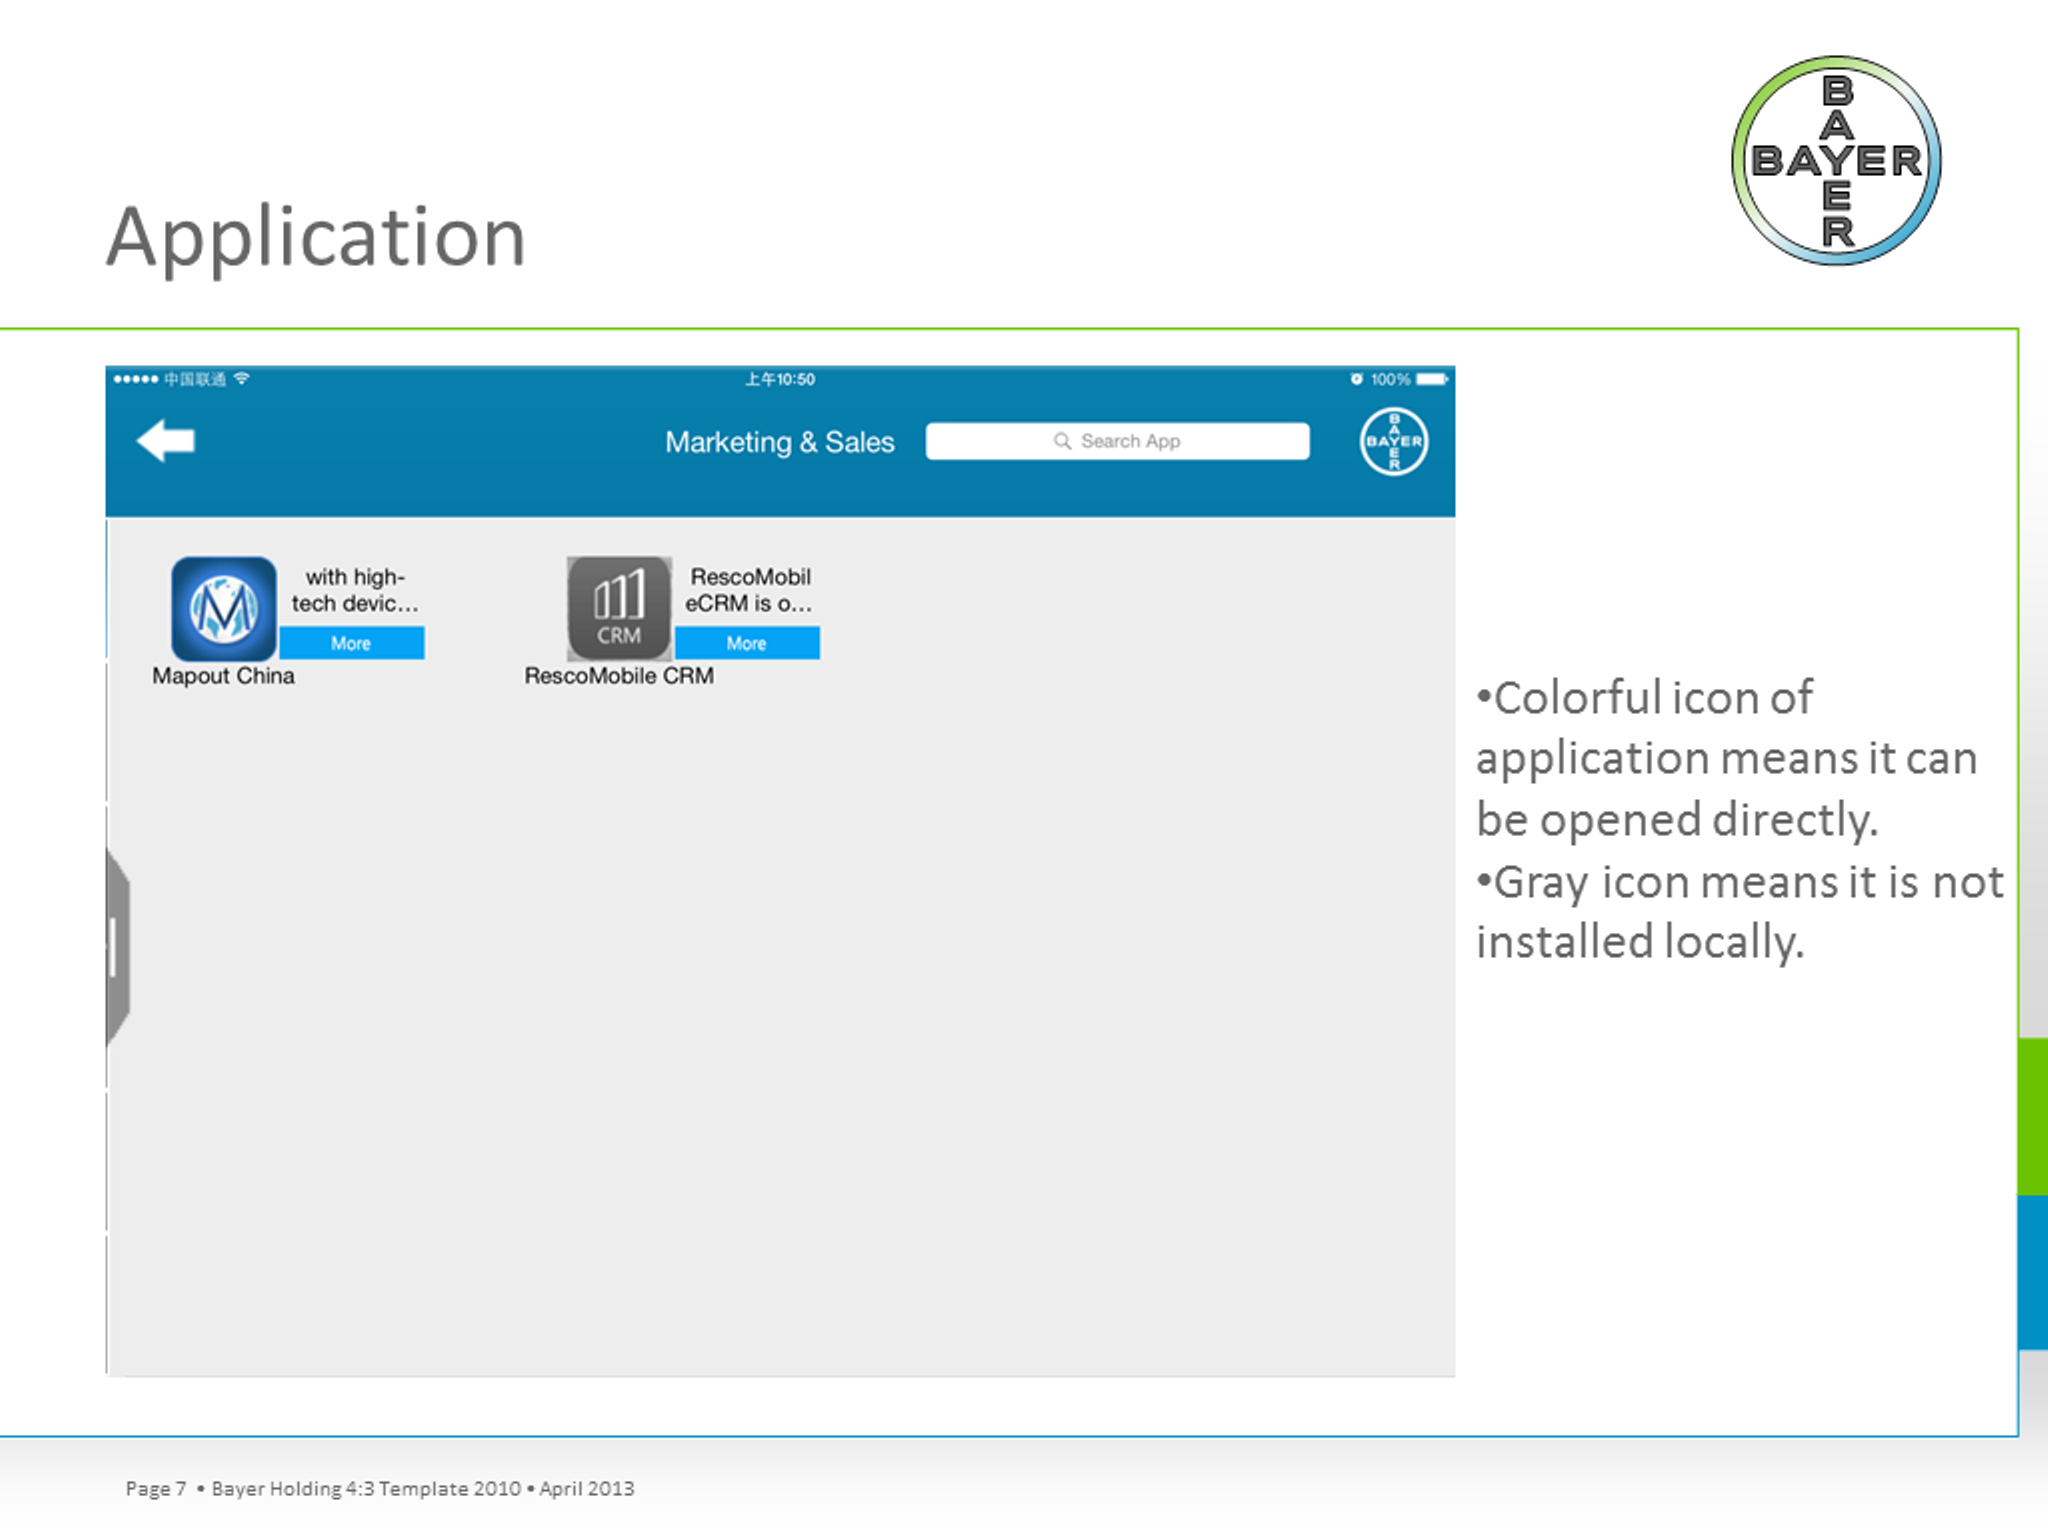 BAYER
BAYER
Application
中国联通
上午10:50
100%
Marketing & Sales
Search App
BAYER
BAYER
with high-
tech devic...
More
Mapout China
M
CRM
RescoMobil
eCRM is o...
More
RescoMobile CRM
•Colorful icon of
application means it can
be opened directly.
•Gray icon means it is not
installed locally.
Page 7 • Bayer Holding 4:3 Template 2010 • April 2013